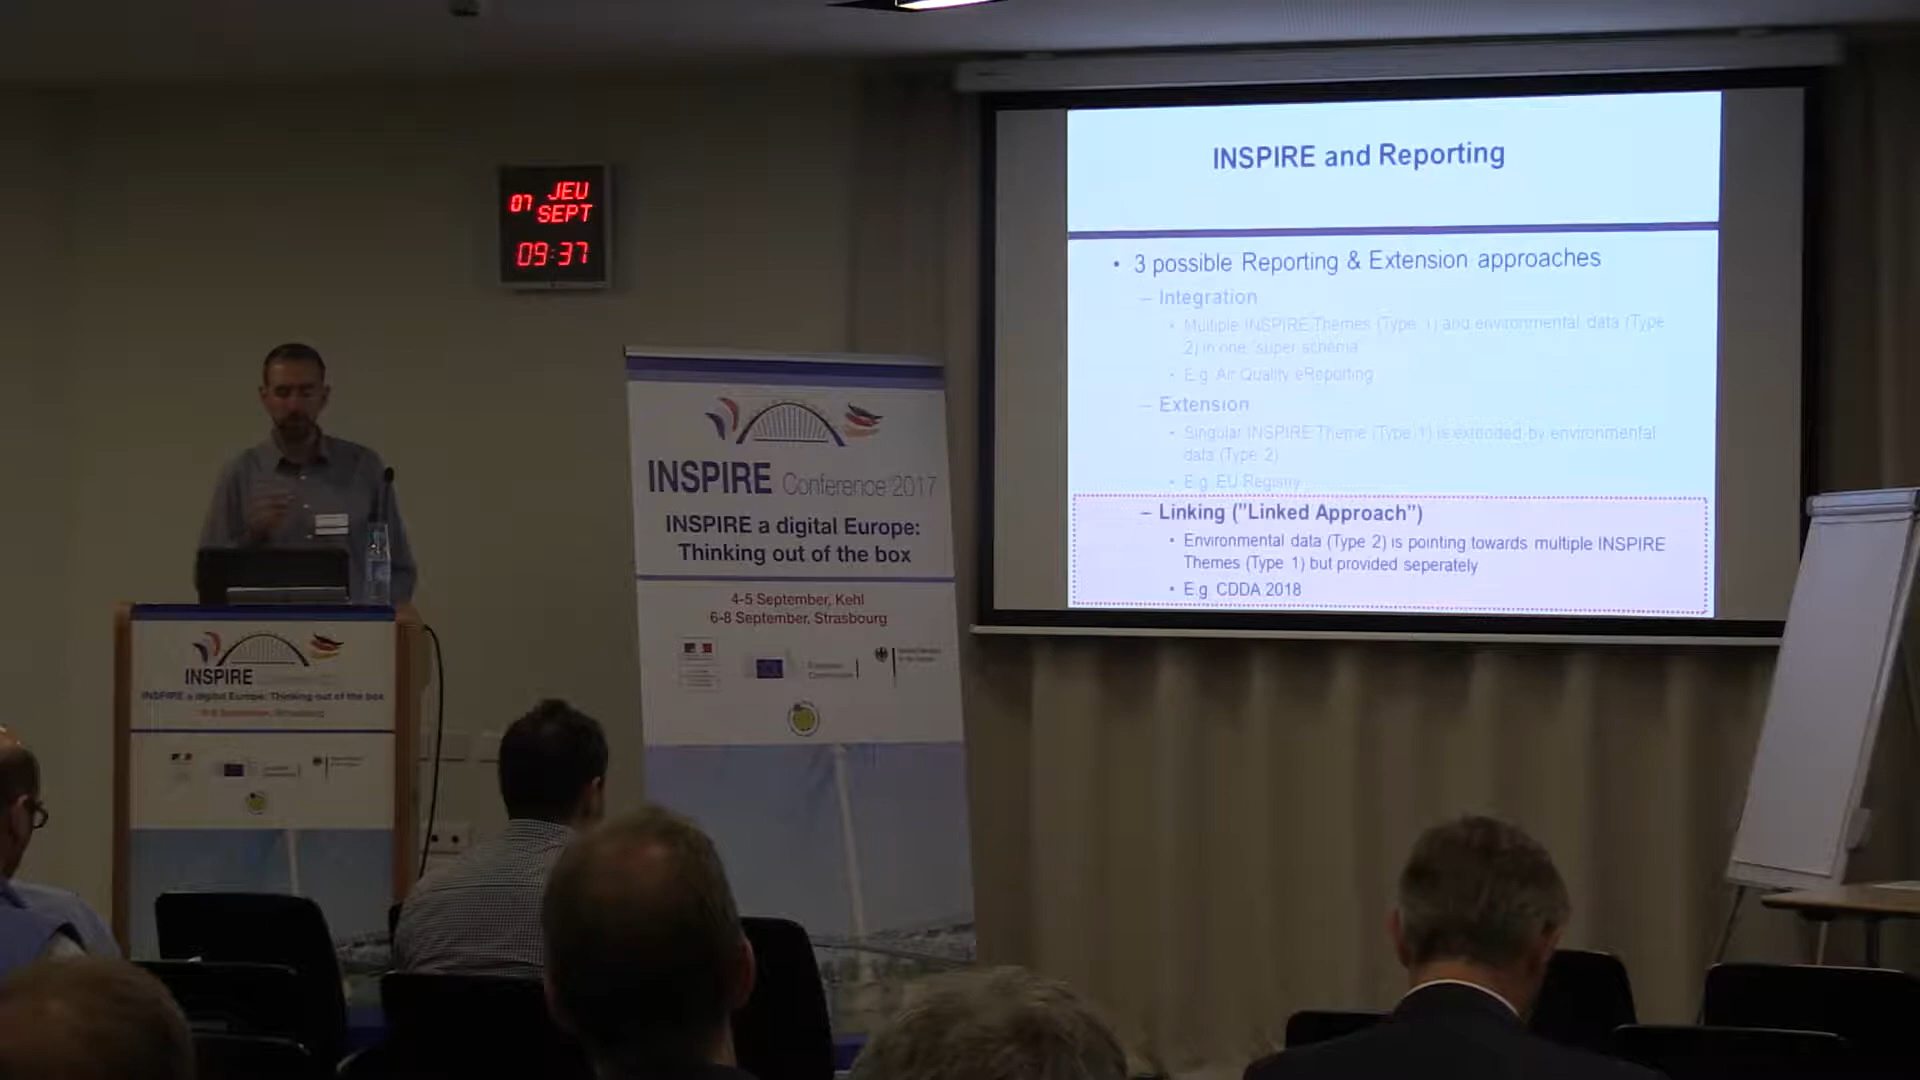 07 JEU
SEPT
09:37
INSPIRE and Reporting
• 3 possible Reporting & Extension approaches
– Integration
• Multiple INSPIRE Themes (Type 1) and environmental data (Type
2) in one 'super schema'
• E.g. Air Quality eReporting
– Extension
• Singular INSPIRE Theme (Type 1) is extended by environmental
data (Type 2)
• E.g. EU Registry
– Linking ("Linked Approach")
• Environmental data (Type 2) is pointing towards multiple INSPIRE
Themes (Type 1) but provided seperately
• E.g. CDDA 2018
INSPIRE Conference 2017
INSPIRE a digital Europe:
Thinking out of the box
4-5 September, Kehl
6-8 September, Strasbourg
European
Commission
INSPIRE
INSPIRE a digital Europe: Thinking out of the box